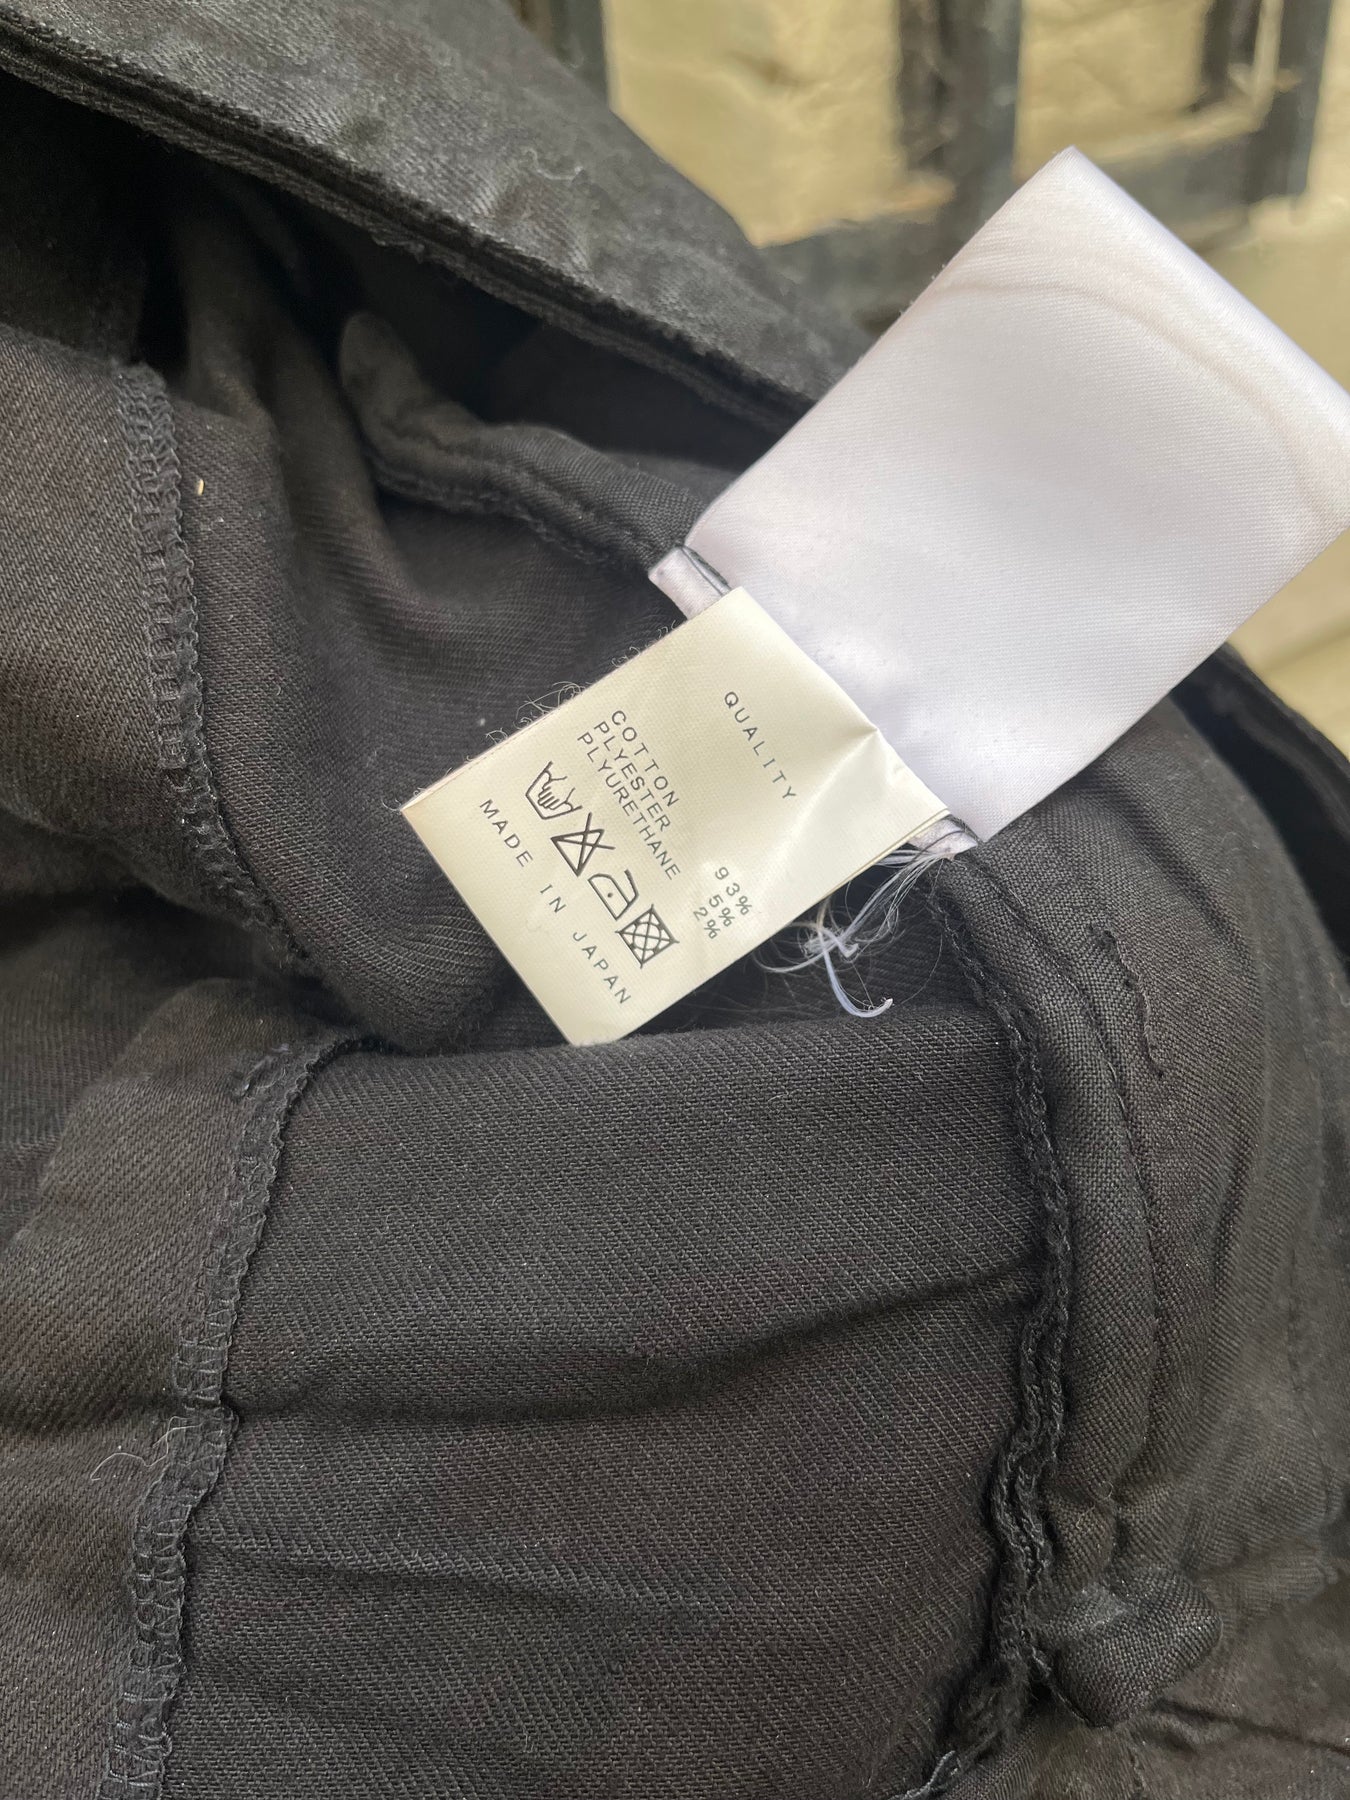 QUALITY
COTTON 93%
PLYESTER 5%
PLYURETHANE 2%
MADE IN JAPAN